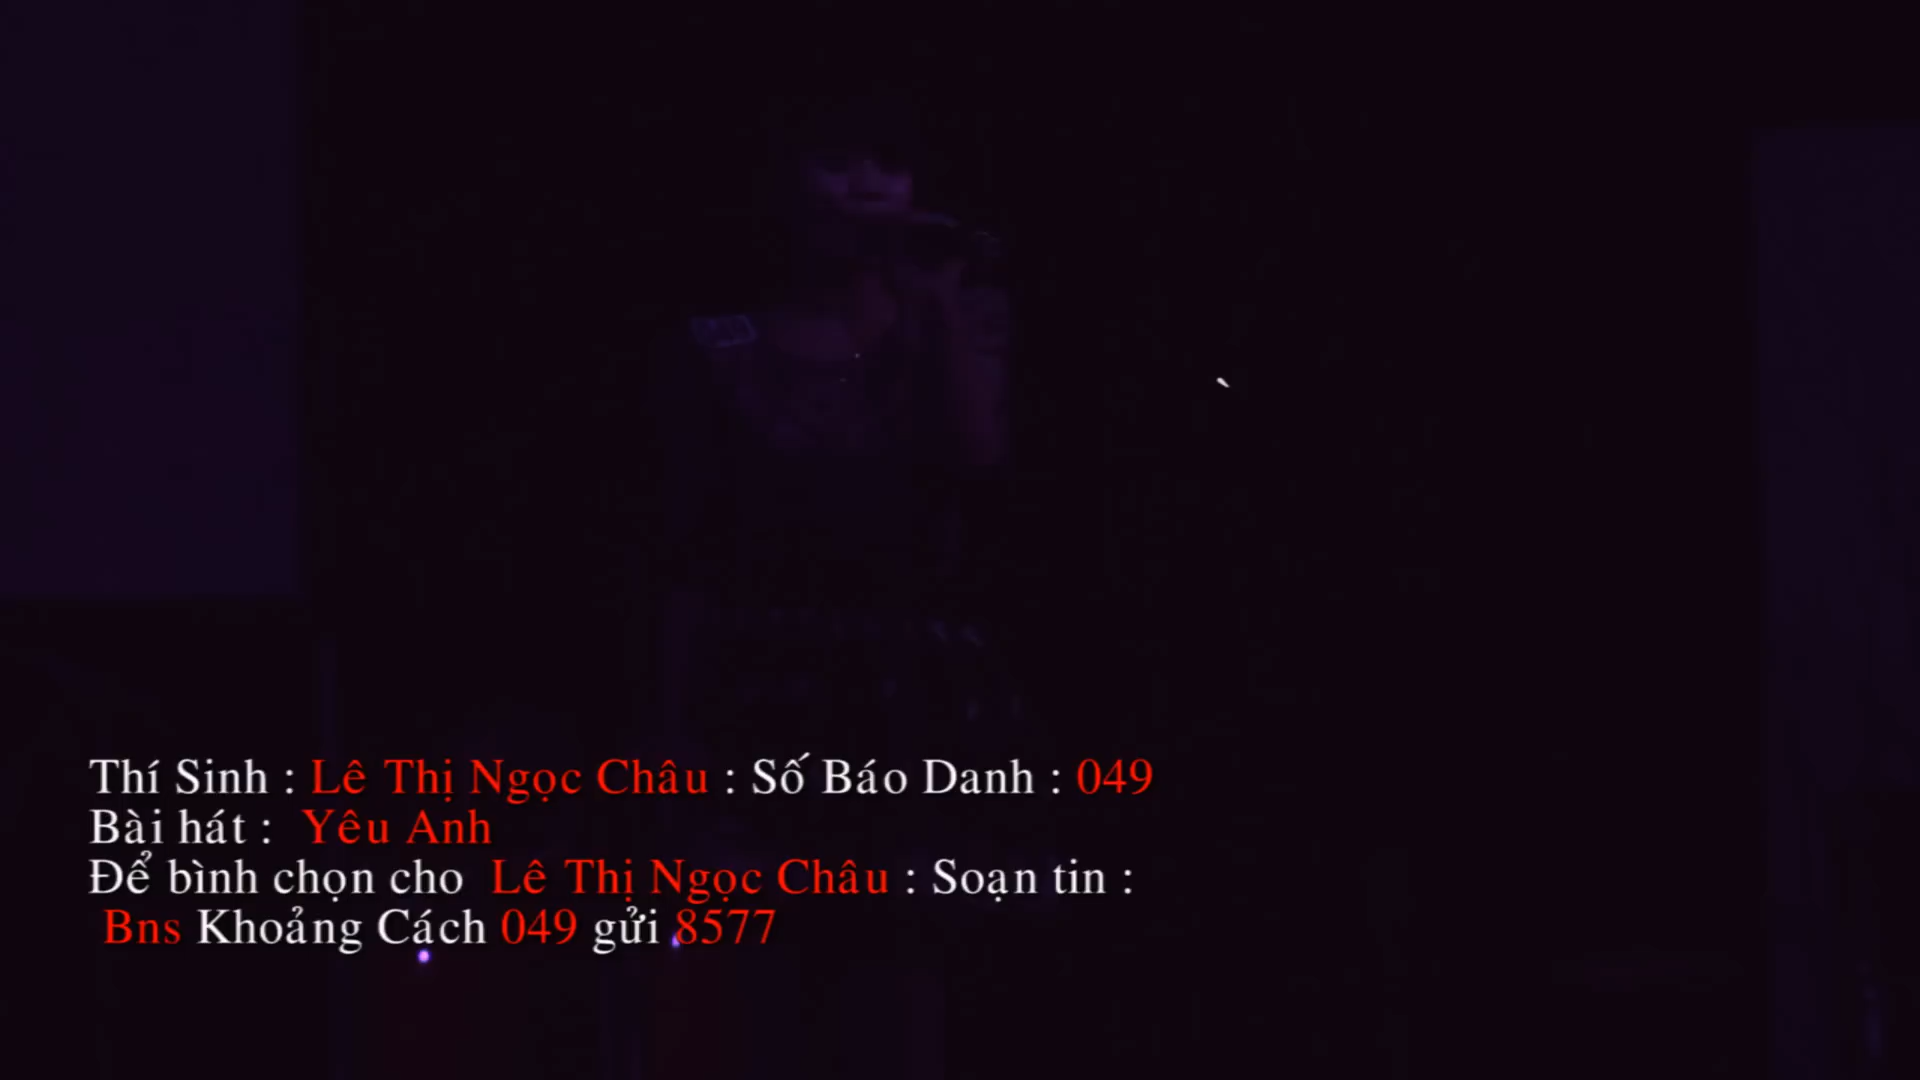 Thí Sinh : Lê Thị Ngọc Châu : Số Báo Danh : 049
Bài hát : Yêu Anh
Để bình chọn cho Lê Thị Ngọc Châu : Soạn tin :
Bns Khoảng Cách 049 gửi 8577